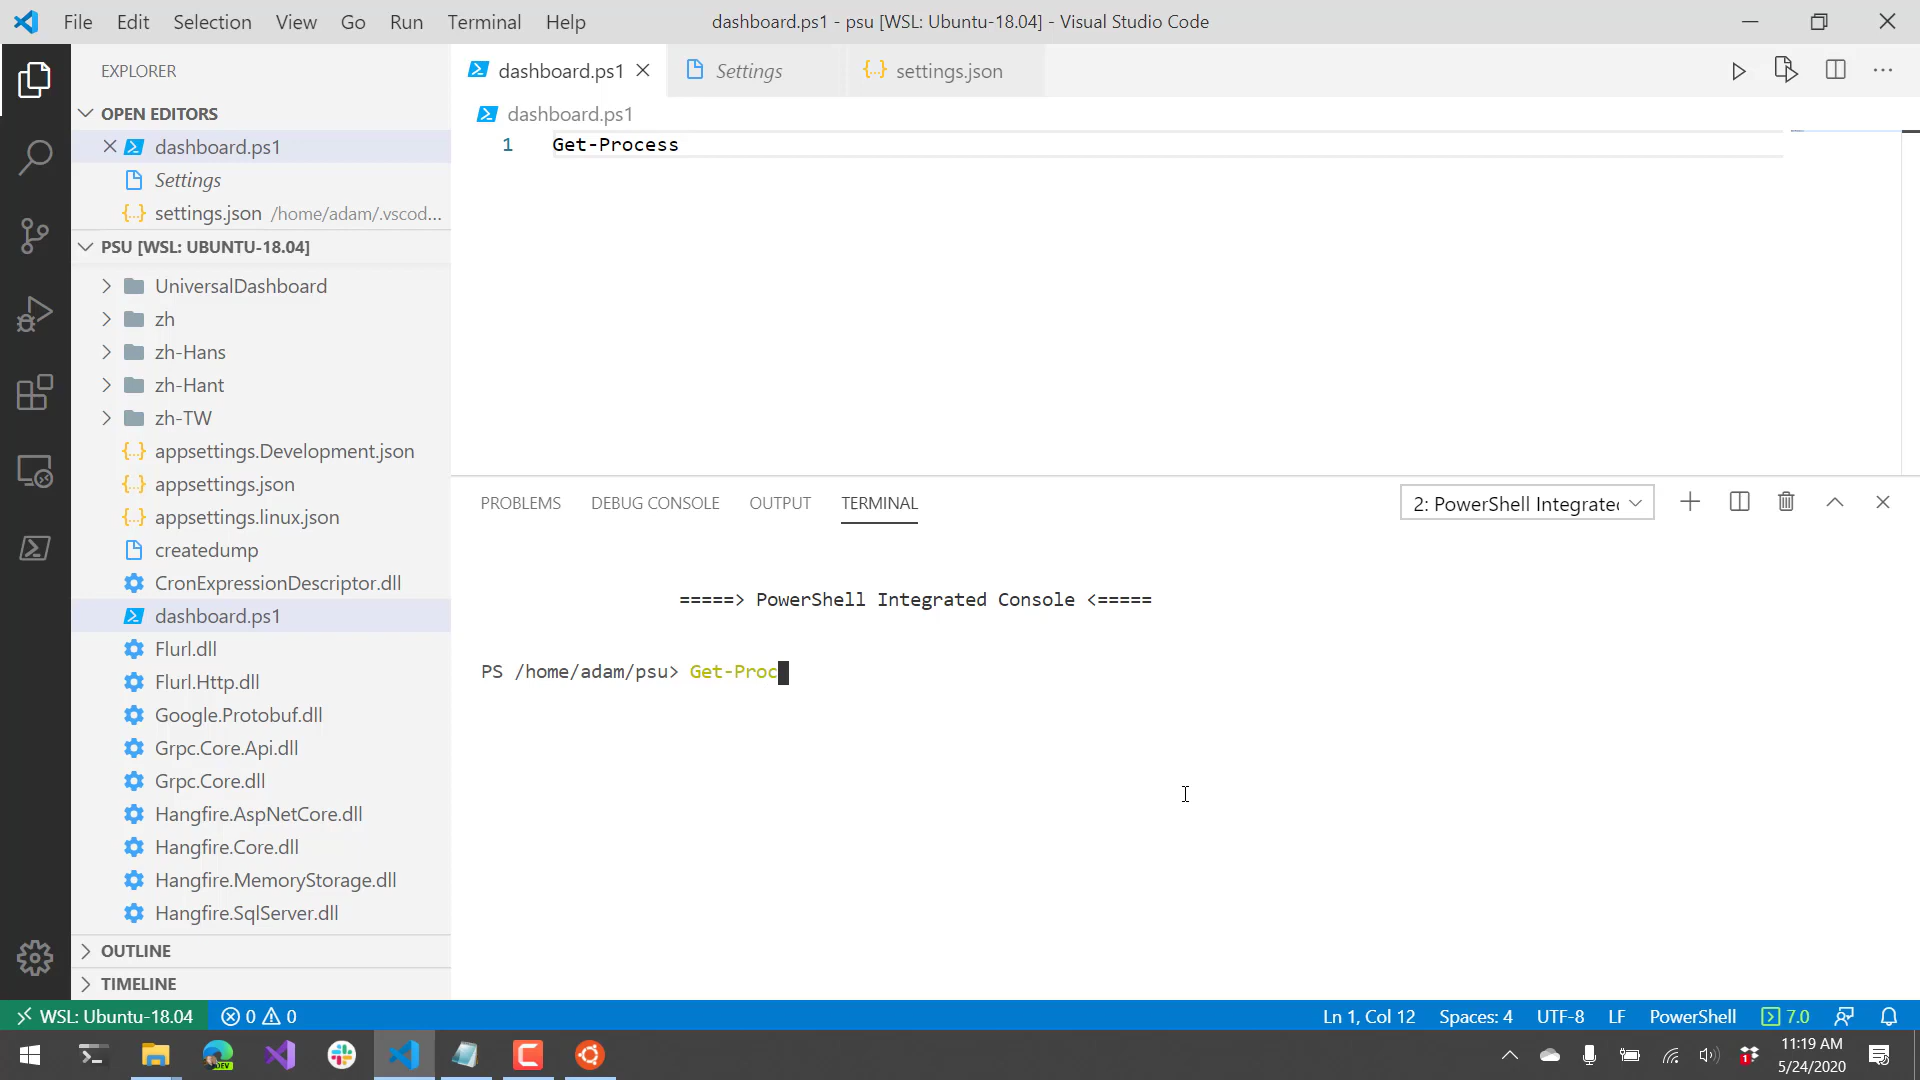 File Edit Selection View Go Run Terminal Help
dashboard.ps1 - psu [WSL: Ubuntu-18.04] - Visual Studio Code
EXPLORER
OPEN EDITORS
dashboard.ps1
Settings
settings.json /home/adam/.vscod...
PSU [WSL: UBUNTU-18.04]
UniversalDashboard
zh
zh-Hans
zh-Hant
zh-TW
{..} appsettings.Development.json
{..} appsettings.json
{..} appsettings.linux.json
createdump
CronExpressionDescriptor.dll
dashboard.ps1
Flurl.dll
Flurl.Http.dll
Google.Protobuf.dll
Grpc.Core.Api.dll
Grpc.Core.dll
Hangfire.AspNetCore.dll
Hangfire.Core.dll
Hangfire.MemoryStorage.dll
Hangfire.SqlServer.dll
OUTLINE
TIMELINE
dashboard.ps1 Settings settings.json
dashboard.ps1
1 Get-Process
PROBLEMS DEBUG CONSOLE OUTPUT TERMINAL
2: PowerShell Integrated
=====> PowerShell Integrated Console <=====
PS /home/adam/psu> Get-Proc
WSL: Ubuntu-18.04 0 0
Ln 1, Col 12 Spaces: 4 UTF-8 LF PowerShell 7.0
DEV
1
11:19 AM
5/24/2020